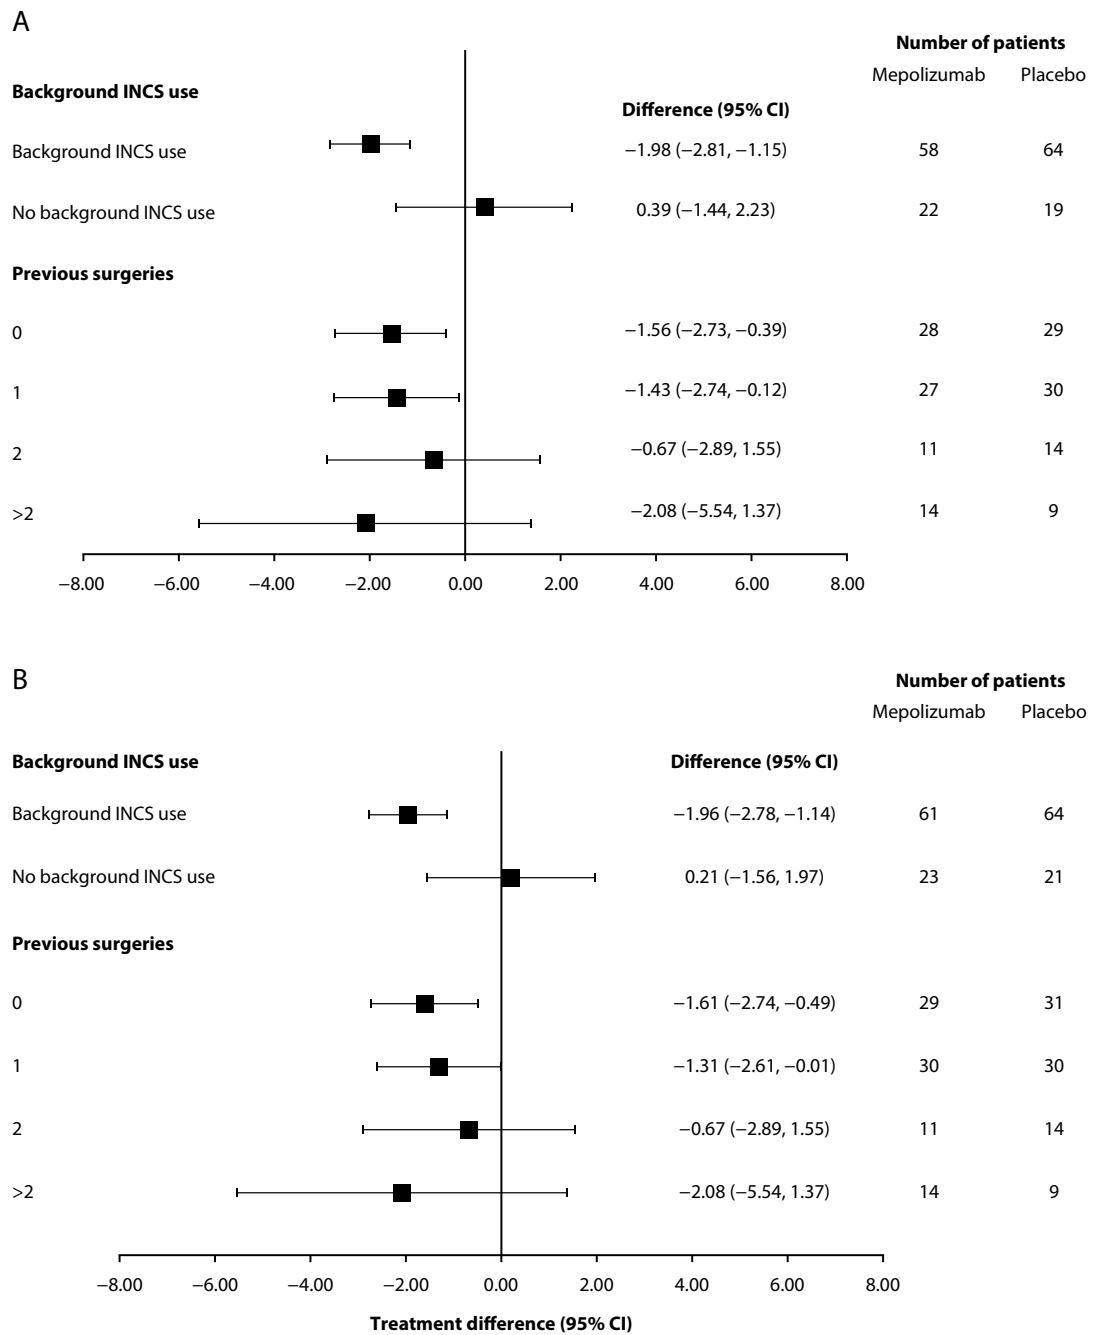 A
Number of patients
Mepolizumab Placebo
Background INCS use
Difference (95% CI)
Background INCS use −1.98 (−2.81, −1.15) 58 64
No background INCS use 0.39 (−1.44, 2.23) 22 19
Previous surgeries
0 −1.56 (−2.73, −0.39) 28 29
1 −1.43 (−2.74, −0.12) 27 30
2 −0.67 (−2.89, 1.55) 11 14
>2 −2.08 (−5.54, 1.37) 14 9
−8.00 −6.00 −4.00 −2.00 0.00 2.00 4.00 6.00 8.00
B
Number of patients
Mepolizumab Placebo
Background INCS use Difference (95% CI)
Background INCS use −1.96 (−2.78, −1.14) 61 64
No background INCS use 0.21 (−1.56, 1.97) 23 21
Previous surgeries
0 −1.61 (−2.74, −0.49) 29 31
1 −1.31 (−2.61, −0.01) 30 30
2 −0.67 (−2.89, 1.55) 11 14
>2 −2.08 (−5.54, 1.37) 14 9
−8.00 −6.00 −4.00 −2.00 0.00 2.00 4.00 6.00 8.00
Treatment difference (95% CI)